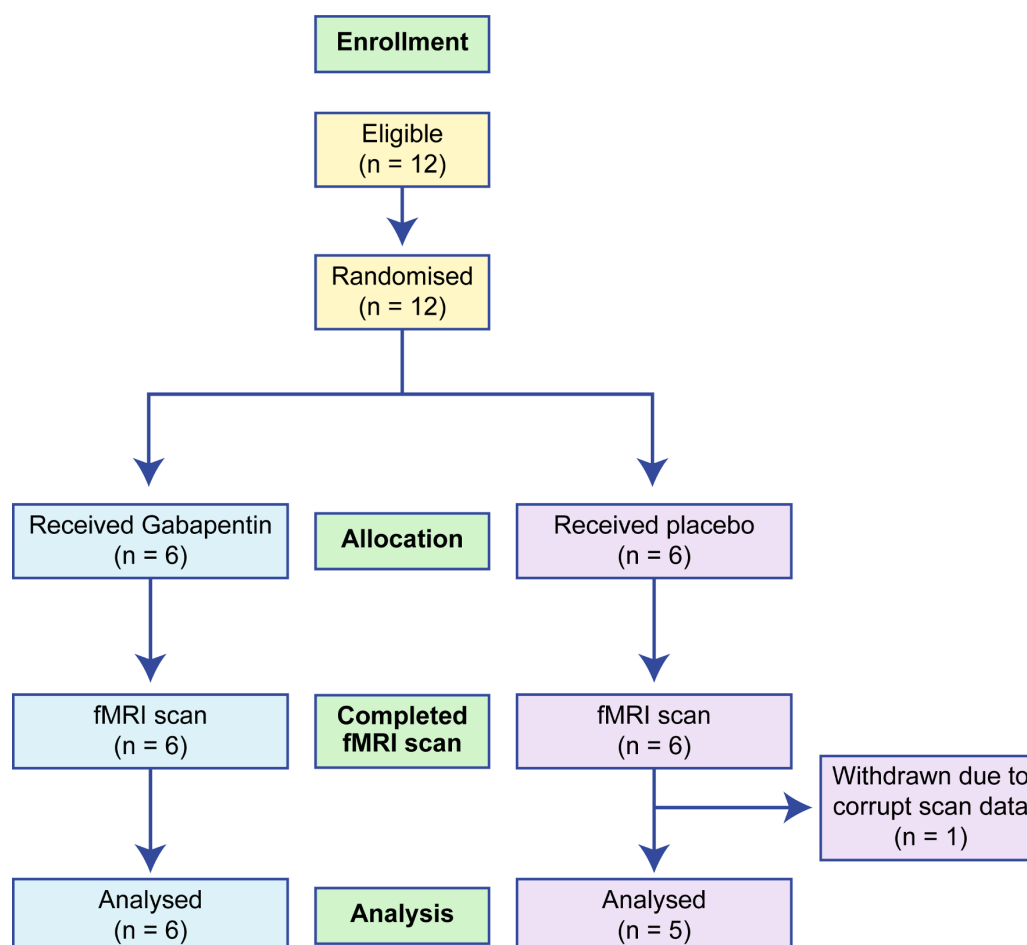 Enrollment
Eligible
(n = 12)
Randomised
(n = 12)
Received Gabapentin
(n = 6)
Allocation
Received placebo
(n = 6)
fMRI scan
(n = 6)
Completed
fMRI scan
fMRI scan
(n = 6)
Withdrawn due to
corrupt scan data
(n = 1)
Analysed
(n = 6)
Analysis
Analysed
(n = 5)